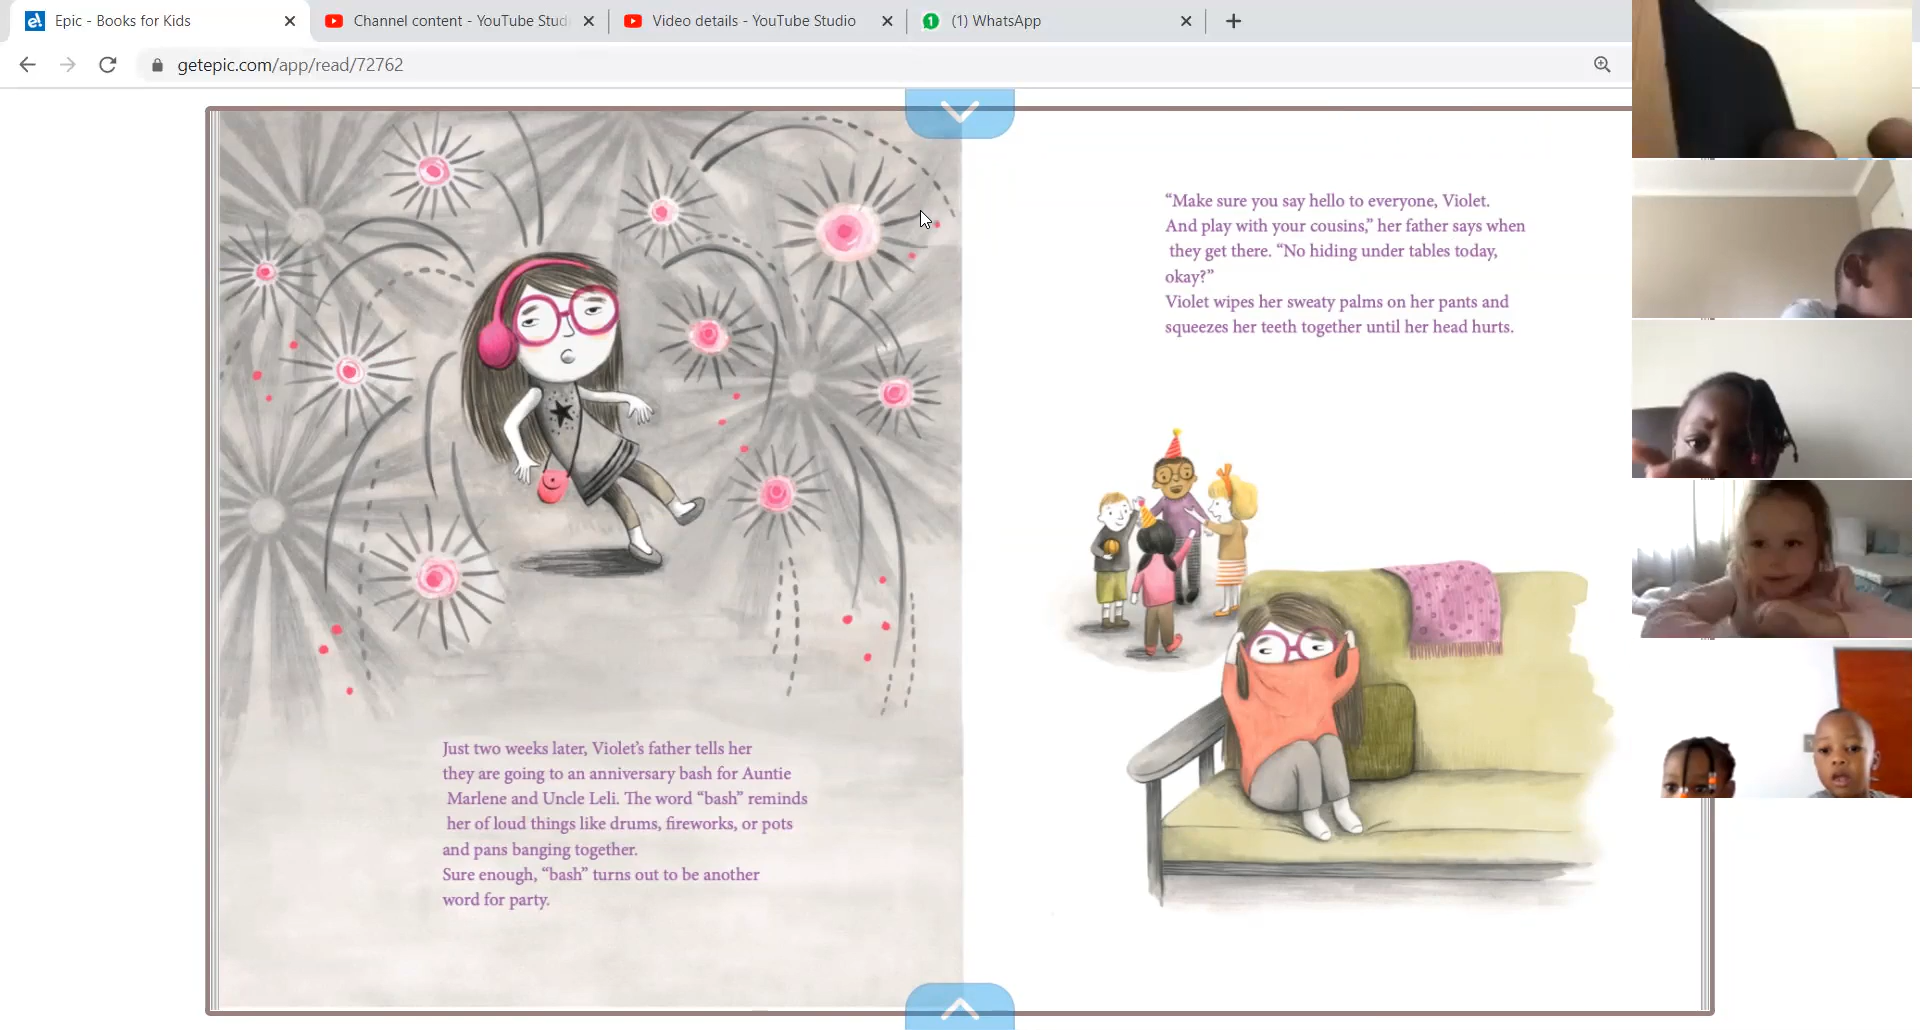 Epic - Books for Kids
Channel content - YouTube Stud
Video details - YouTube Studio
1
(1) WhatsApp
getepic.com/app/read/72762
Just two weeks later, Violet’s father tells her
they are going to an anniversary bash for Auntie
Marlene and Uncle Leli. The word “bash” reminds
her of loud things like drums, fireworks, or pots
and pans banging together.
Sure enough, “bash” turns out to be another
word for party.
“Make sure you say hello to everyone, Violet.
And play with your cousins,” her father says when
they get there. “No hiding under tables today,
okay?”
Violet wipes her sweaty palms on her pants and
squeezes her teeth together until her head hurts.